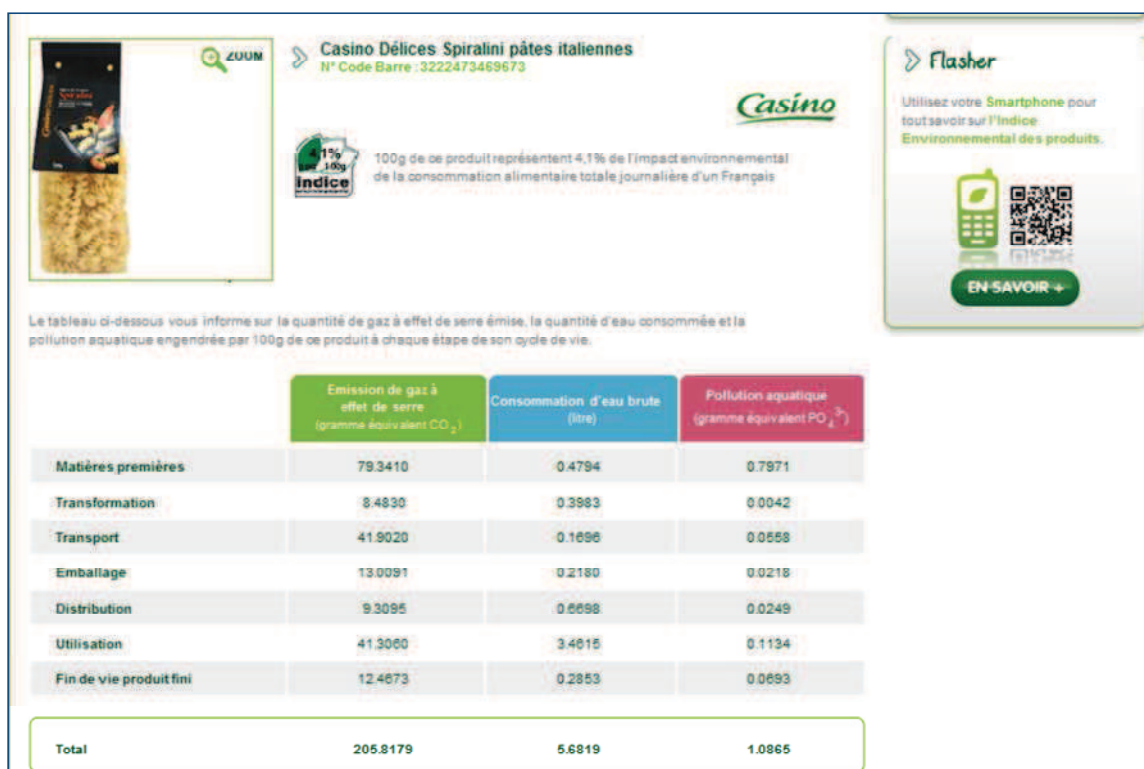 ZOOM
Casino Délices Spiralini pâtes italiennes
N° Code Barre : 3222473469673
Casino
4,1%
100g
indice
100g de ce produit représentent 4,1% de l'impact environnemental
de la consommation alimentaire totale journalière d'un Français
Flasher
Utilisez votre Smartphone pour
tout savoir sur l'Indice
Environnemental des produits.
EN SAVOIR +
Le tableau ci-dessous vous informe sur la quantité de gaz à effet de serre émise, la quantité d'eau consommée et la
pollution aquatique engendrée par 100g de ce produit à chaque étape de son cycle de vie.
Emission de gaz à
effet de serre
(gramme équivalent CO₂)
Consommation d'eau brute
(litre)
Pollution aquatique
(gramme équivalent PO₄³⁻)
Matières premières 79.3410 0.4794 0.7971
Transformation 8.4830 0.3983 0.0042
Transport 41.9020 0.1696 0.0558
Emballage 13.0091 0.2180 0.0218
Distribution 9.3095 0.6698 0.0249
Utilisation 41.3060 3.4615 0.1134
Fin de vie produit fini 12.4673 0.2853 0.0693
Total 205.8179 5.6819 1.0865